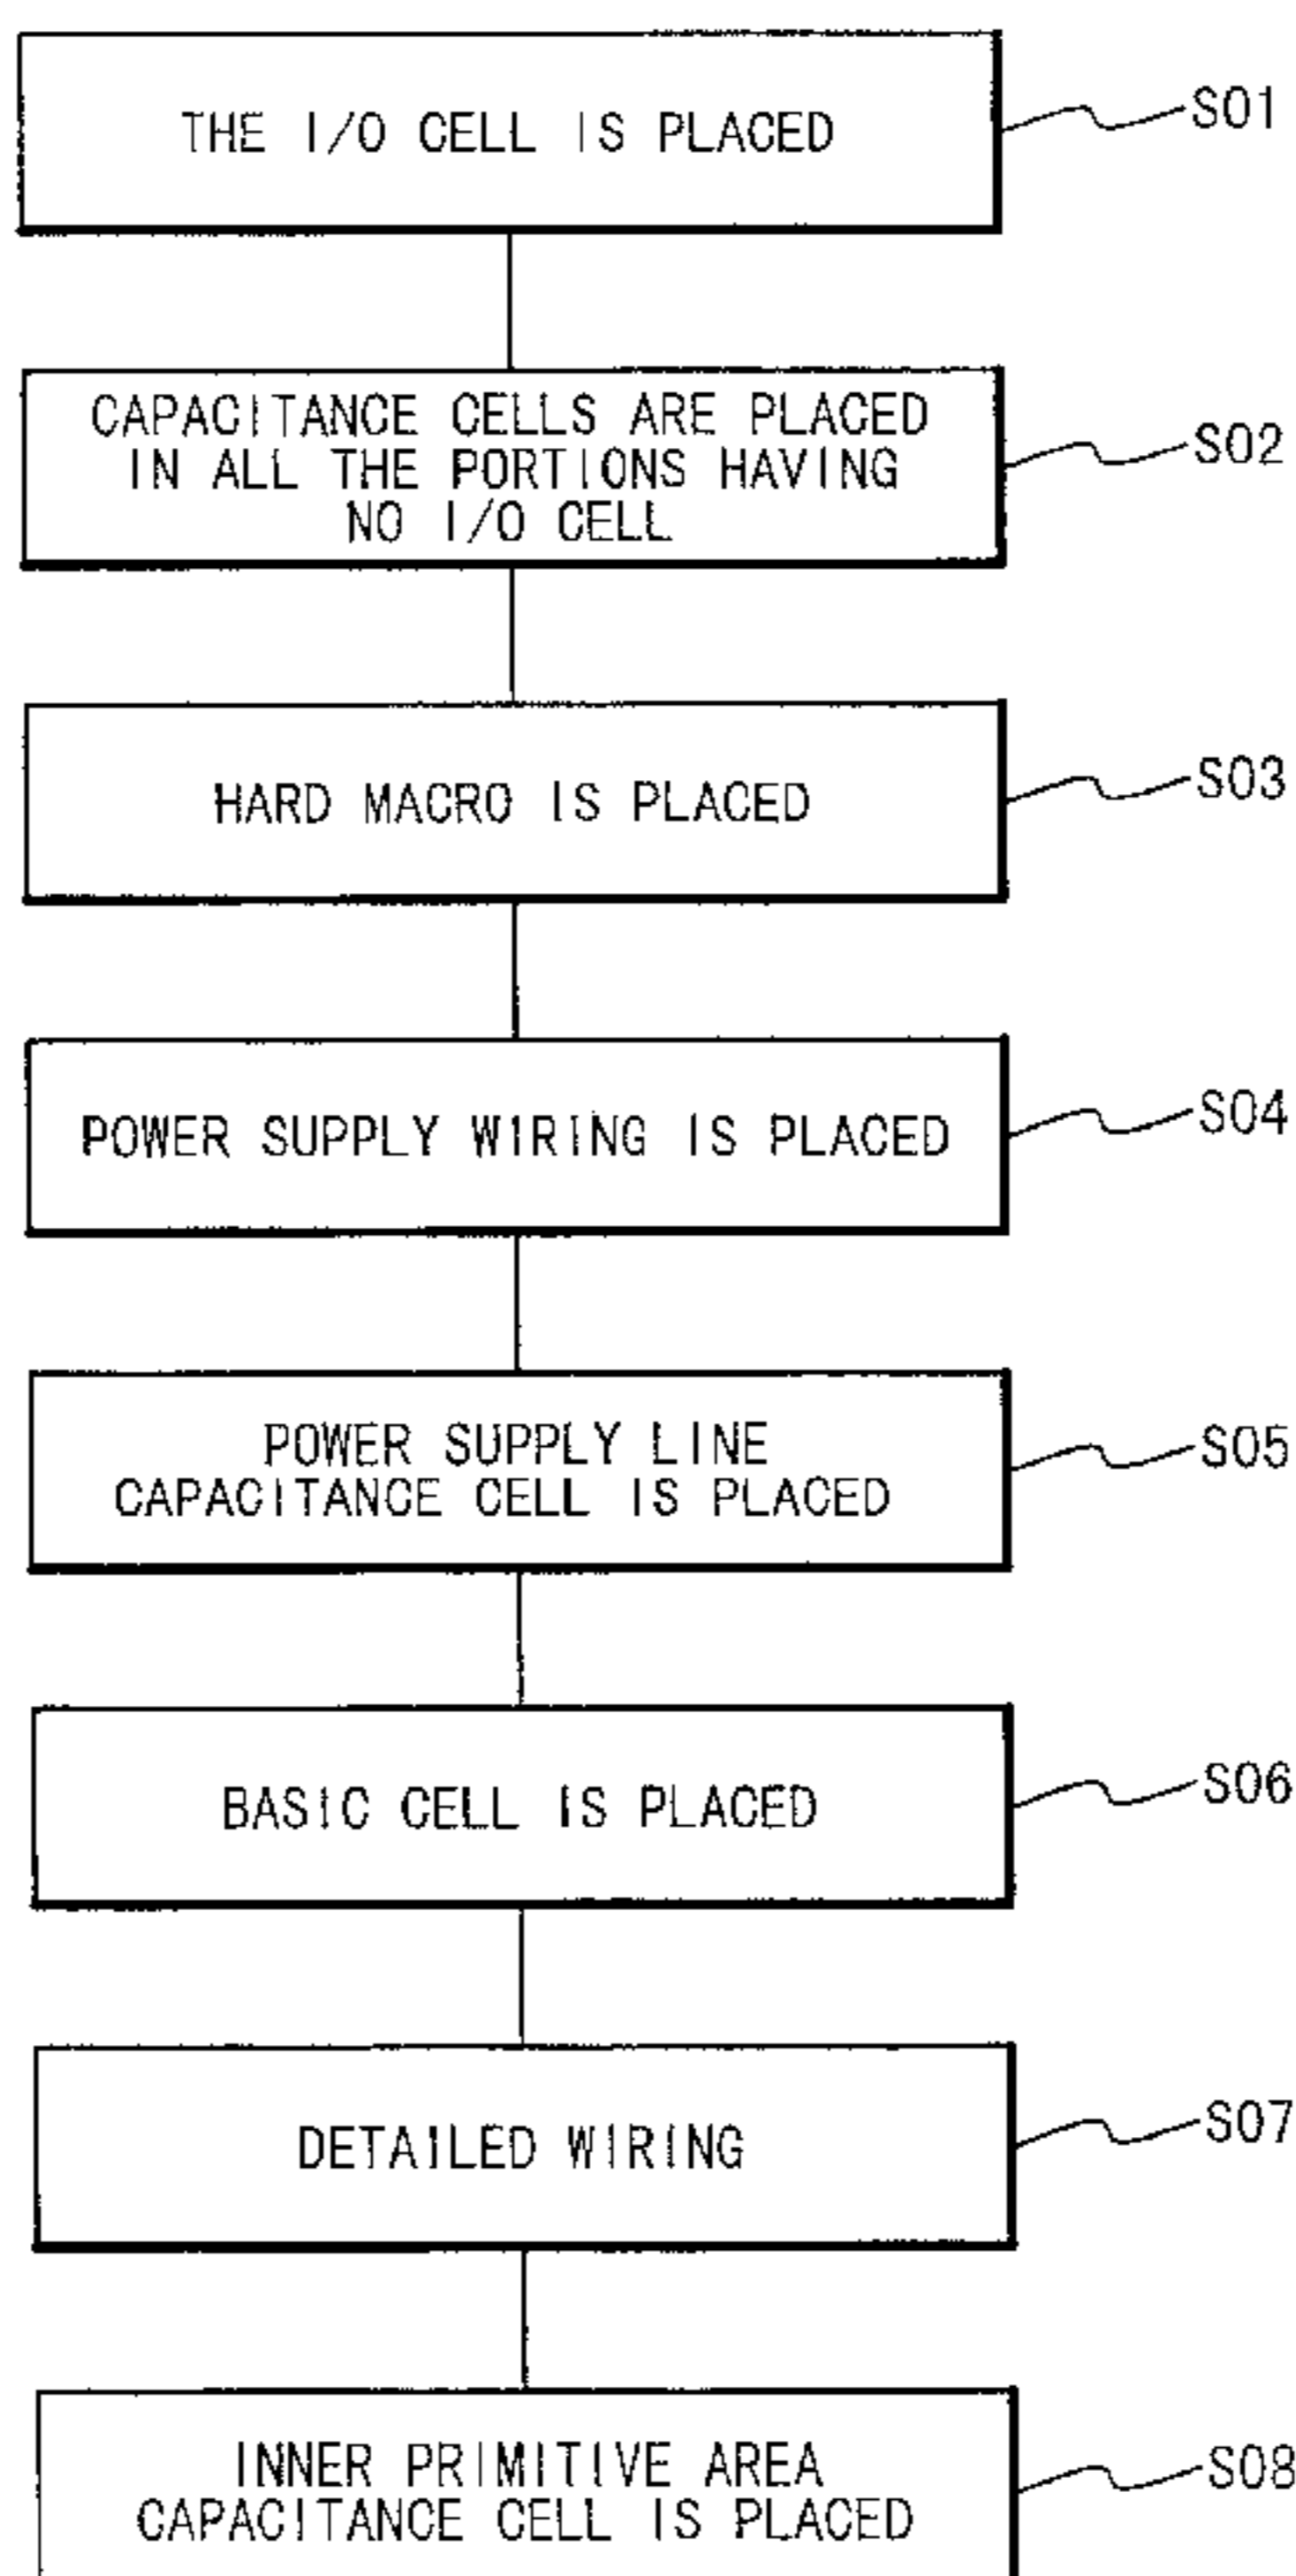 THE I/O CELL IS PLACED
S01
CAPACITANCE CELLS ARE PLACED
IN ALL THE PORTIONS HAVING
NO I/O CELL
S02
HARD MACRO IS PLACED
S03
POWER SUPPLY WIRING IS PLACED
S04
POWER SUPPLY LINE
CAPACITANCE CELL IS PLACED
S05
BASIC CELL IS PLACED
S06
DETAILED WIRING
S07
INNER PRIMITIVE AREA
CAPACITANCE CELL IS PLACED
S08